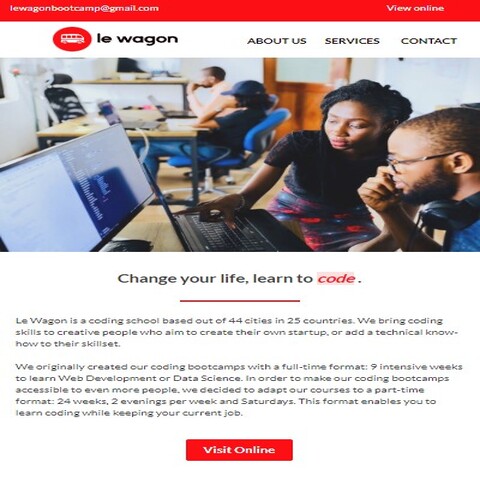 lewagonbootcamp@gmail.com View online
le wagon ABOUT US SERVICES CONTACT
Change your life, learn to code .
Le Wagon is a coding school based out of 44 cities in 25 countries. We bring coding
skills to creative people who aim to create their own startup, or add a technical know-
how to their skillset.
We originally created our coding bootcamps with a full-time format: 9 intensive weeks
to learn Web Development or Data Science. In order to make our coding bootcamps
accessible to even more people, we decided to adapt our courses to a part-time
format: 24 weeks, 2 evenings per week and Saturdays. This format enables you to
learn coding while keeping your current job.
Visit Online